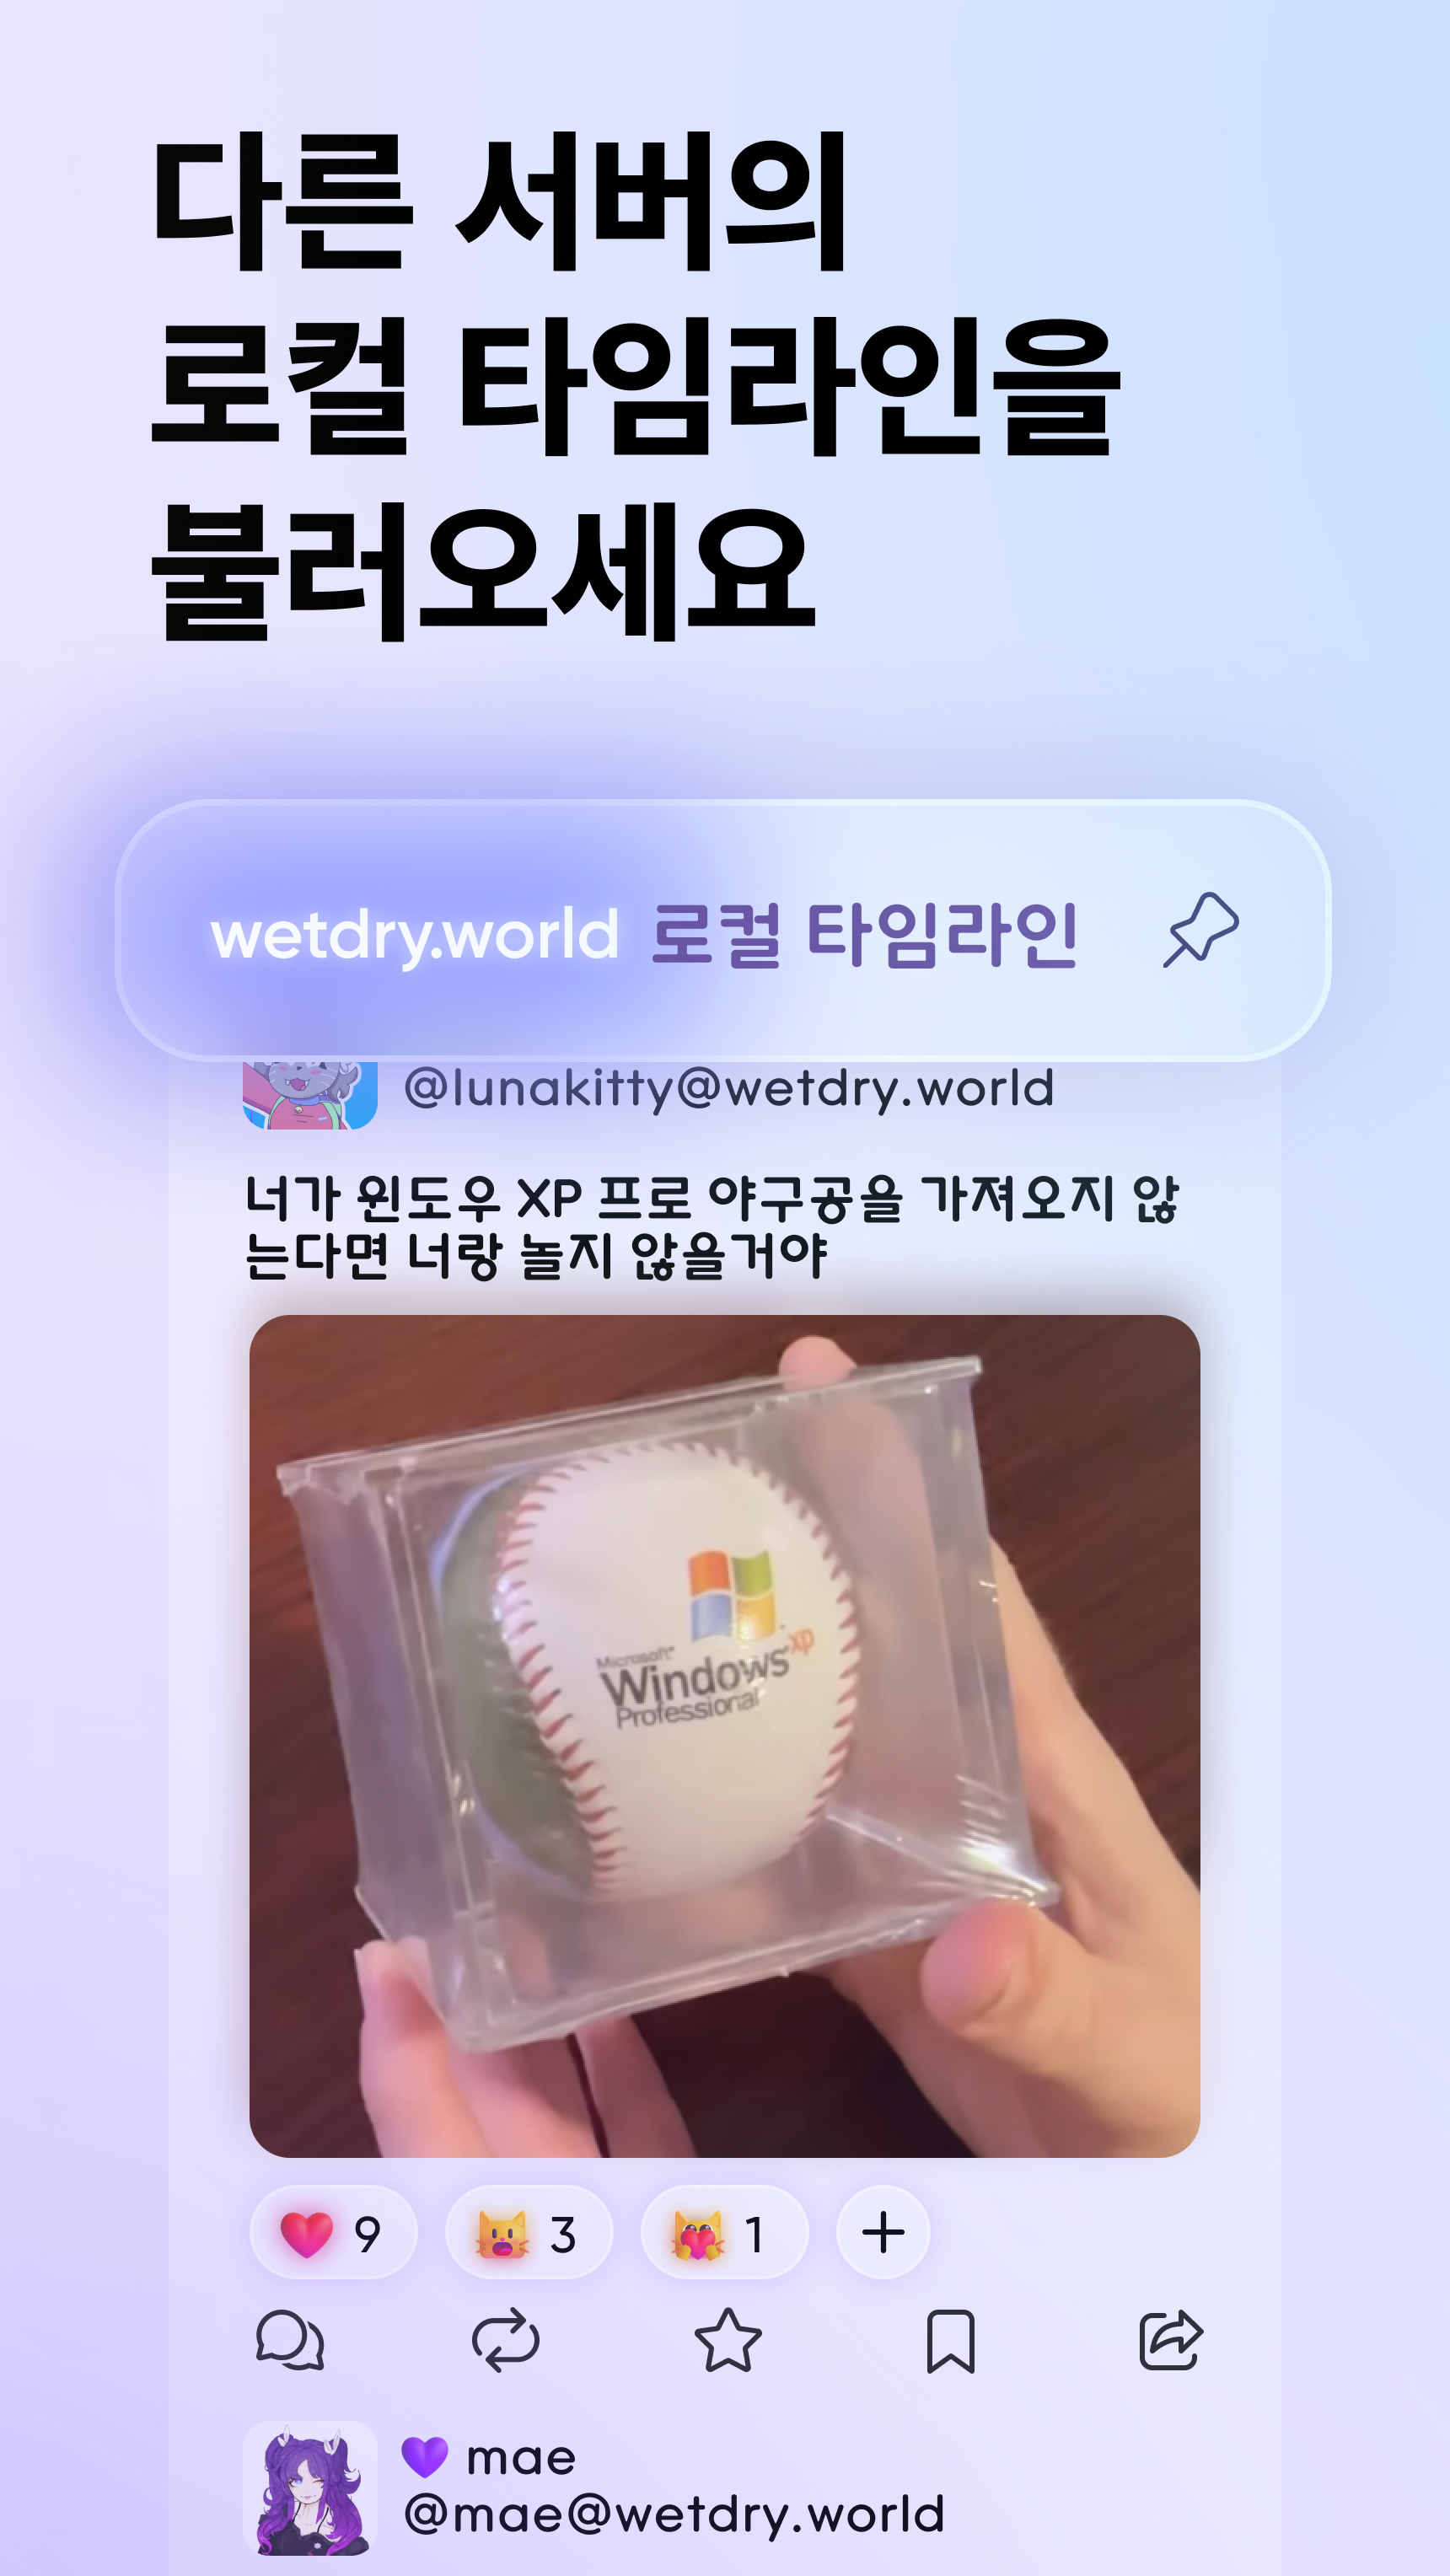 다른 서버의
로컬 타임라인을
불러오세요
wetdry.world 로컬 타임라인
@lunakitty@wetdry.world
너가 윈도우 XP 프로 야구공을 가져오지 않
는다면 너랑 놀지 않을거야
Microsoft®
Windows xp
Professional
9 3 1
mae
@mae@wetdry.world